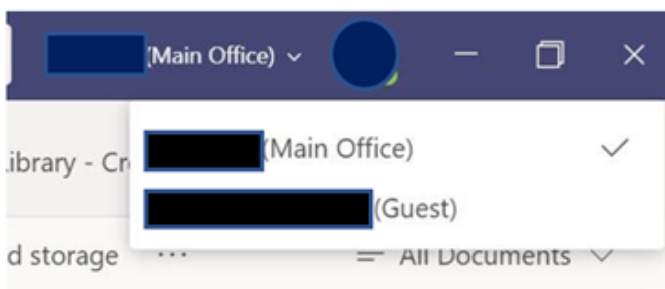 (Main Office)
(Main Office)
ibrary - Cr
(Guest)
d storage ... All Documents